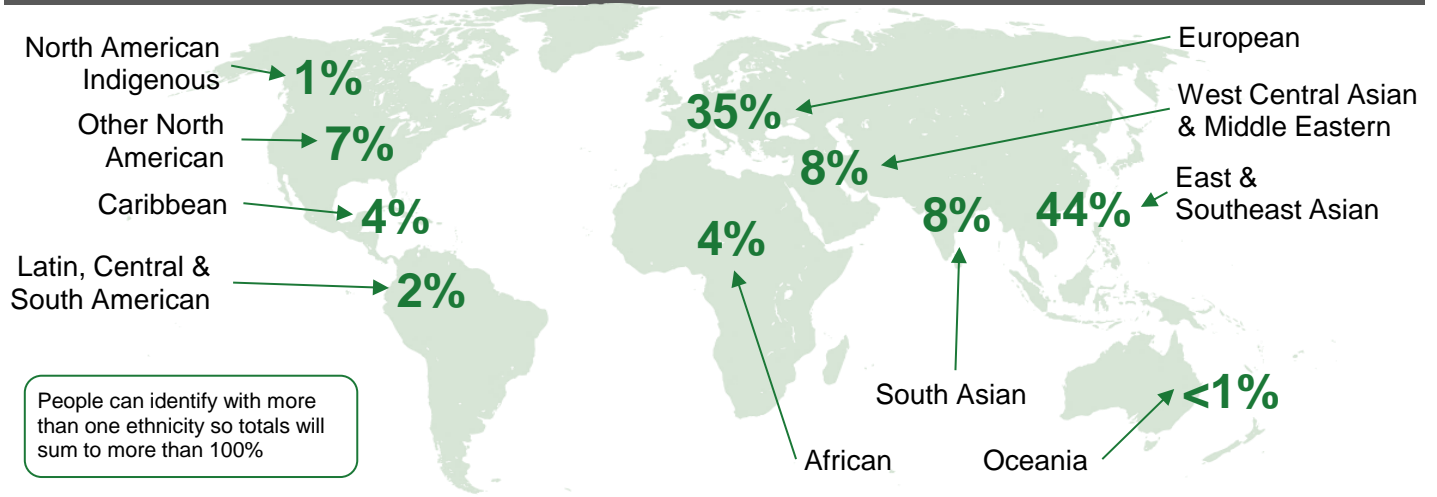 North American
Indigenous
1%
Other North
American
7%
Caribbean
4%
Latin, Central &
South American
2%
European
35%
West Central Asian
& Middle Eastern
8%
East &
Southeast Asian
44%
8%
South Asian
4%
African
<1%
Oceania
People can identify with more
than one ethnicity so totals will
sum to more than 100%